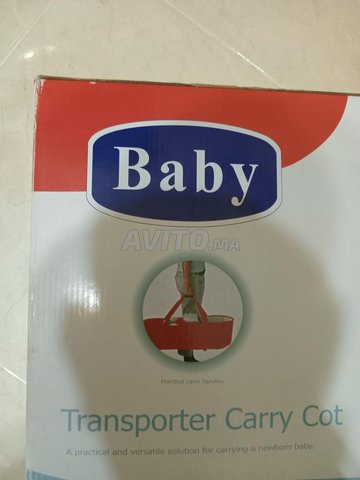 Baby
AVITO.ma
Practical carry handles
Transporter Carry Cot
A practical and versatile solution for carrying a newborn baby.